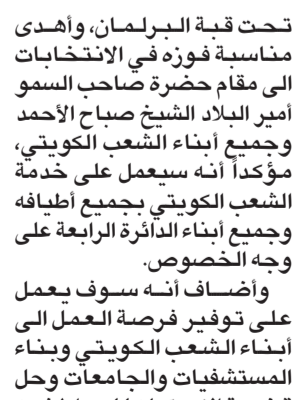 تحت قبة البرلمان، وأهدى
مناسبة فوزه في الانتخابات
الى مقام حضرة صاحب السمو
أمير البلاد الشيخ صباح الأحمد
وجميع أبناء الشعب الكويتي،
مؤكداً أنه سيعمل على خدمة
الشعب الكويتي بجميع أطيافه
وجميع أبناء الدائرة الرابعة على
وجه الخصوص.
وأضاف أنه سوف يعمل
على توفير فرصة العمل الى
أبناء الشعب الكويتي وبناء
المستشفيات والجامعات وحل